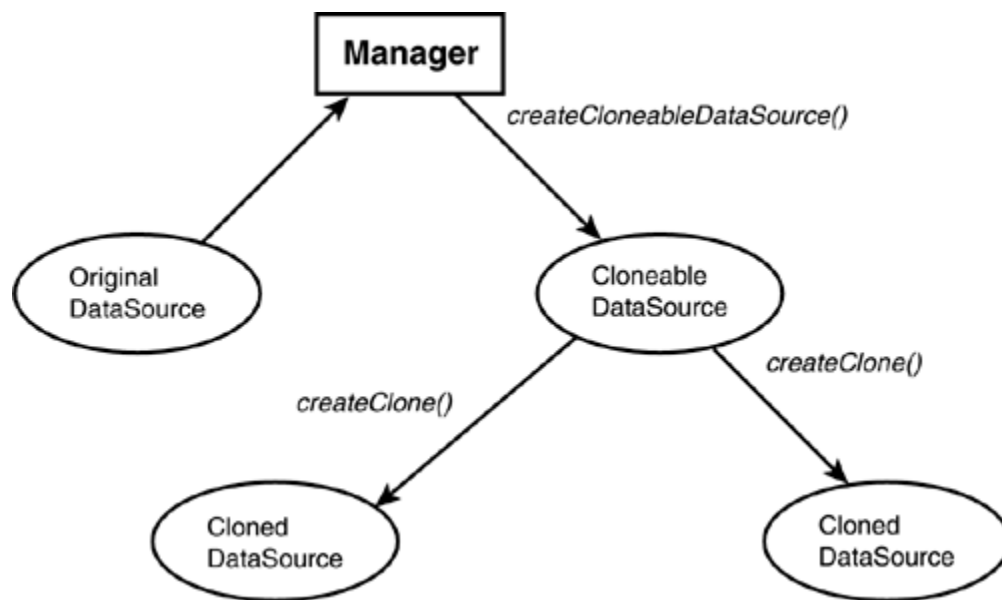 Manager
createCloneableDataSource()
Original
DataSource
Cloneable
DataSource
createClone()
createClone()
Cloned
DataSource
Cloned
DataSource